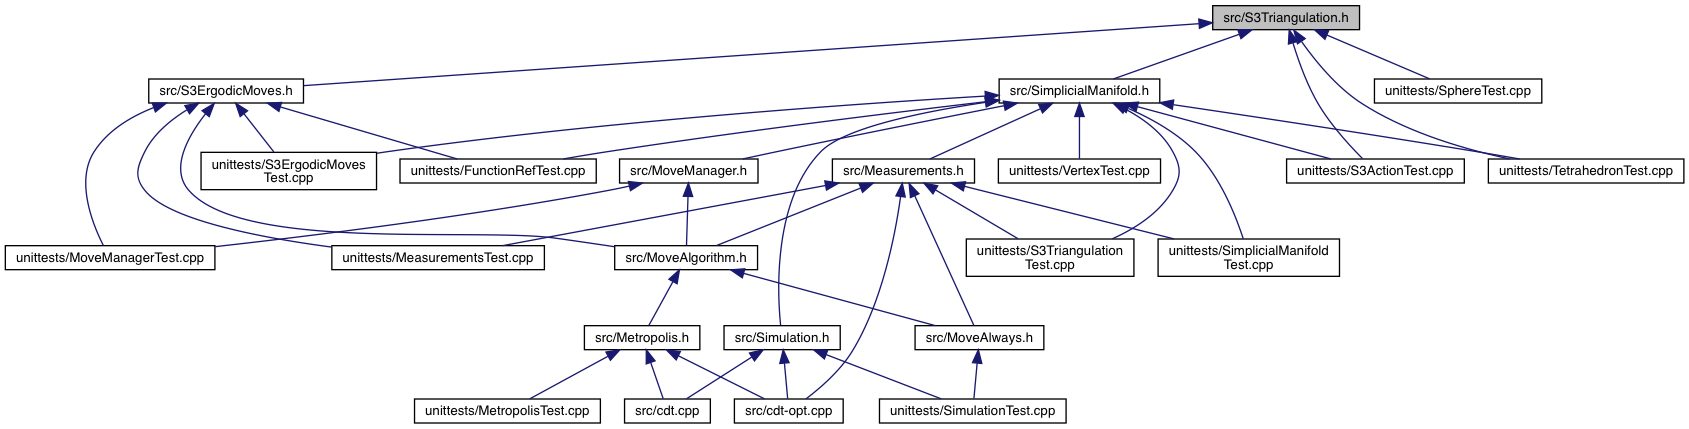 src/S3Triangulation.h
src/S3ErgodicMoves.h
src/SimplicialManifold.h
unittests/SphereTest.cpp
unittests/S3ErgodicMoves
Test.cpp
unittests/FunctionRefTest.cpp
src/MoveManager.h
src/Measurements.h
unittests/VertexTest.cpp
unittests/S3ActionTest.cpp
unittests/TetrahedronTest.cpp
unittests/MoveManagerTest.cpp
unittests/MeasurementsTest.cpp
src/MoveAlgorithm.h
unittests/S3Triangulation
Test.cpp
unittests/SimplicialManifold
Test.cpp
src/Metropolis.h
src/Simulation.h
src/MoveAlways.h
unittests/MetropolisTest.cpp
src/cdt.cpp
src/cdt-opt.cpp
unittests/SimulationTest.cpp